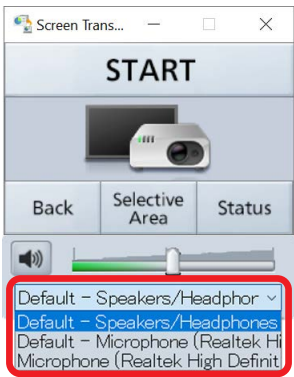 Screen Trans...
START
Back
Selective
Area
Status
Default - Speakers/Headphor
Default - Speakers/Headphones
Default - Microphone (Realtek Hi
Microphone (Realtek High Definit